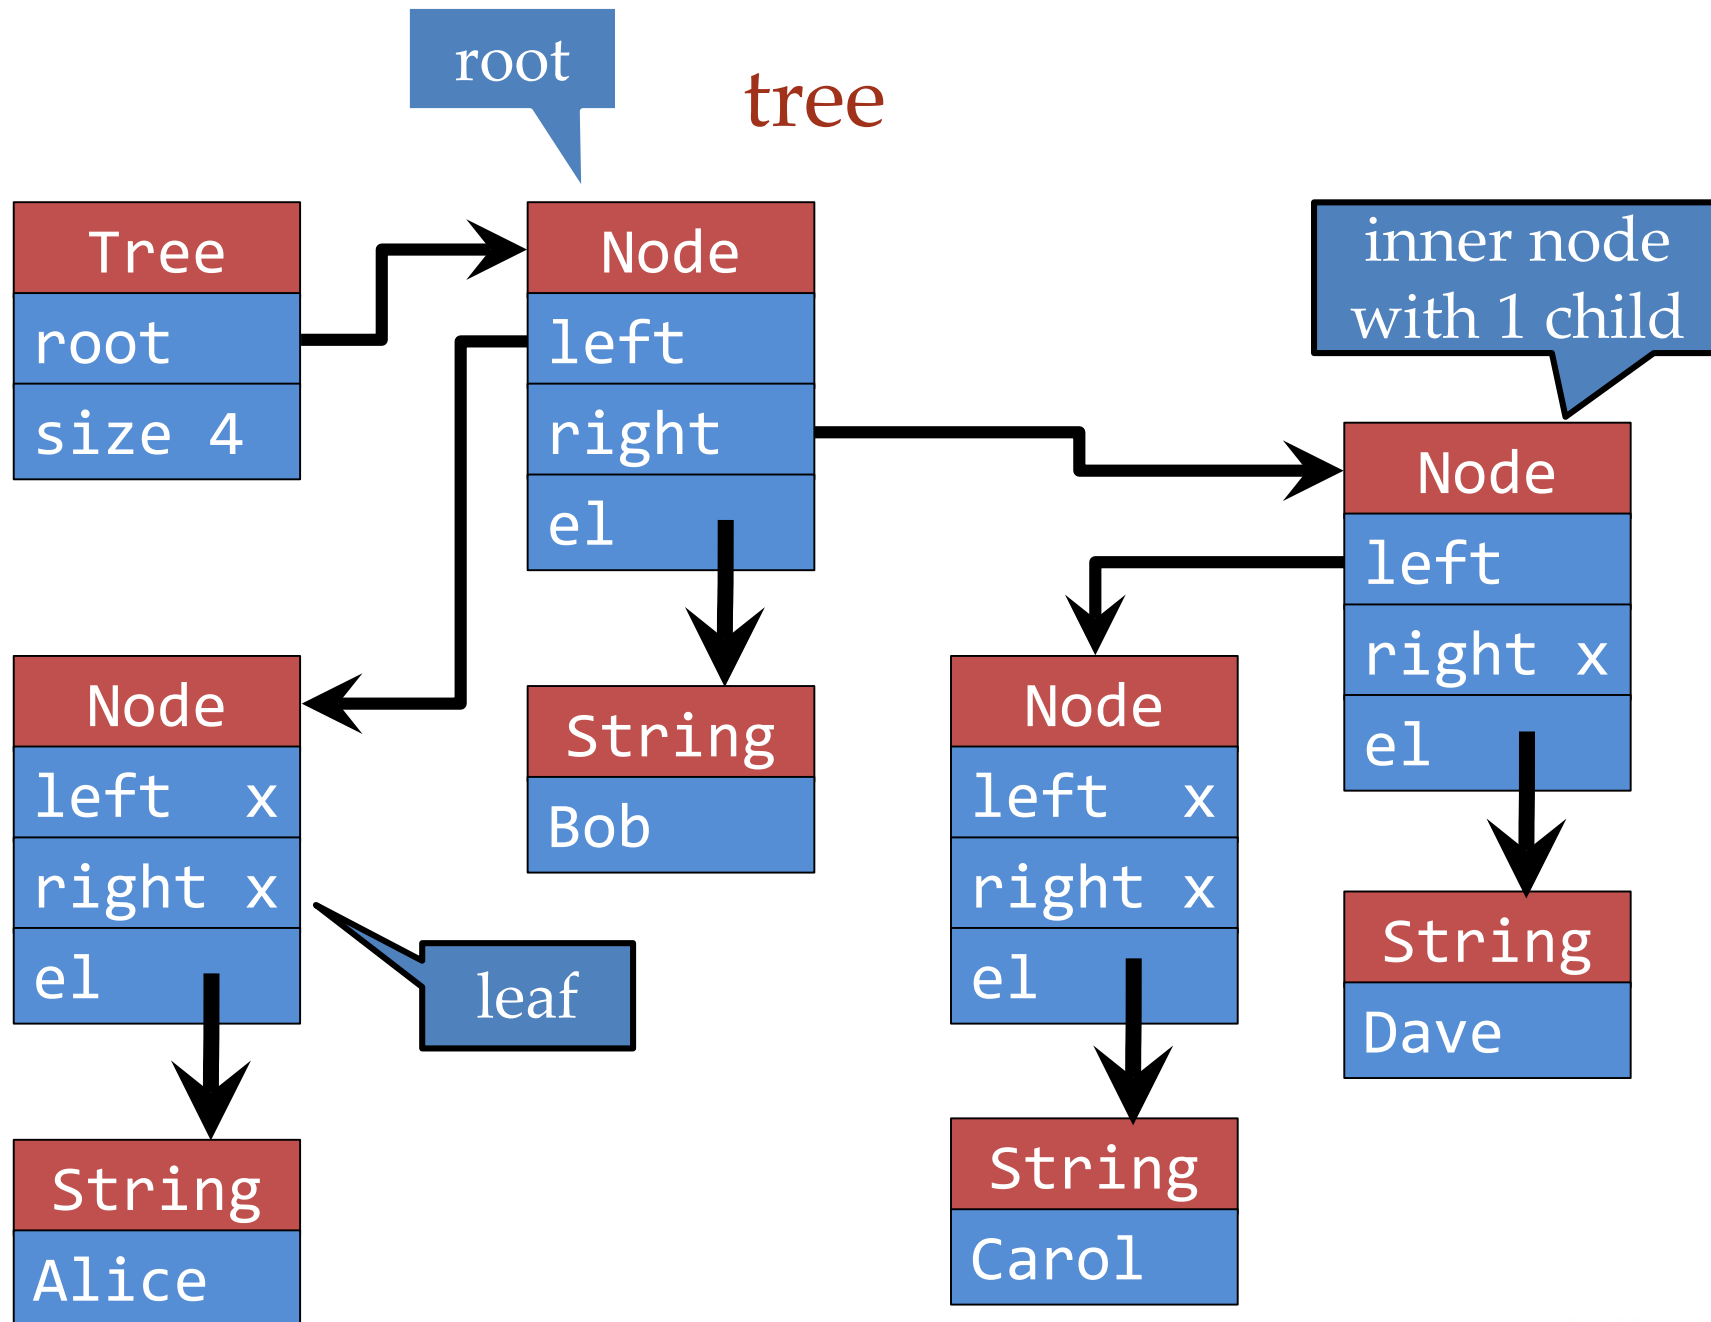 root
tree
Tree
root
size 4
Node
left
right
el
inner node
with 1 child
Node
left
right x
el
Node
left x
right x
el
String
Bob
Node
left x
right x
el
leaf
String
Dave
String
Alice
String
Carol